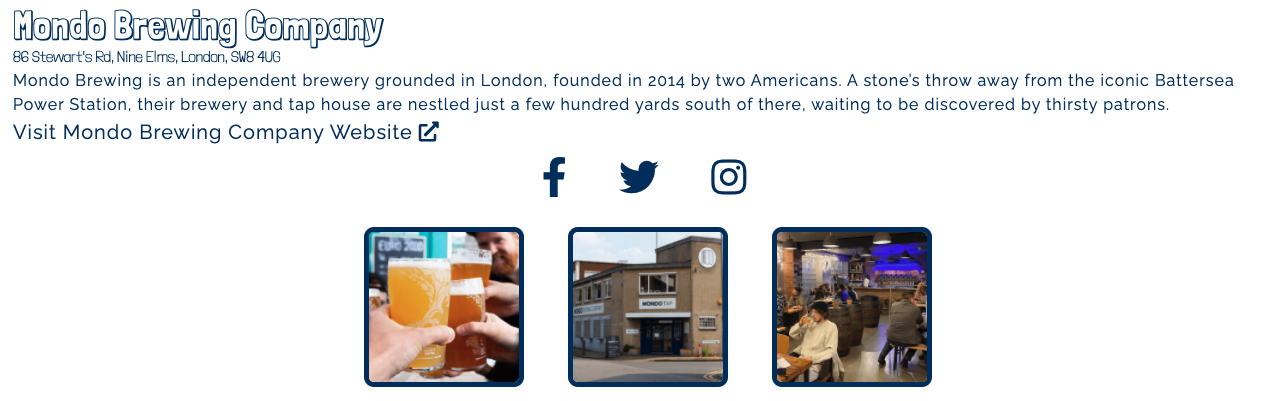 Mondo Brewing Company
86 Stewart's Rd, Nine Elms, London, SW8 4UG
Mondo Brewing is an independent brewery grounded in London, founded in 2014 by two Americans. A stone's throw away from the iconic Battersea
Power Station, their brewery and tap house are nestled just a few hundred yards south of there, waiting to be discovered by thirsty patrons.
Visit Mondo Brewing Company Website
EURO 2020
MONDO TAP